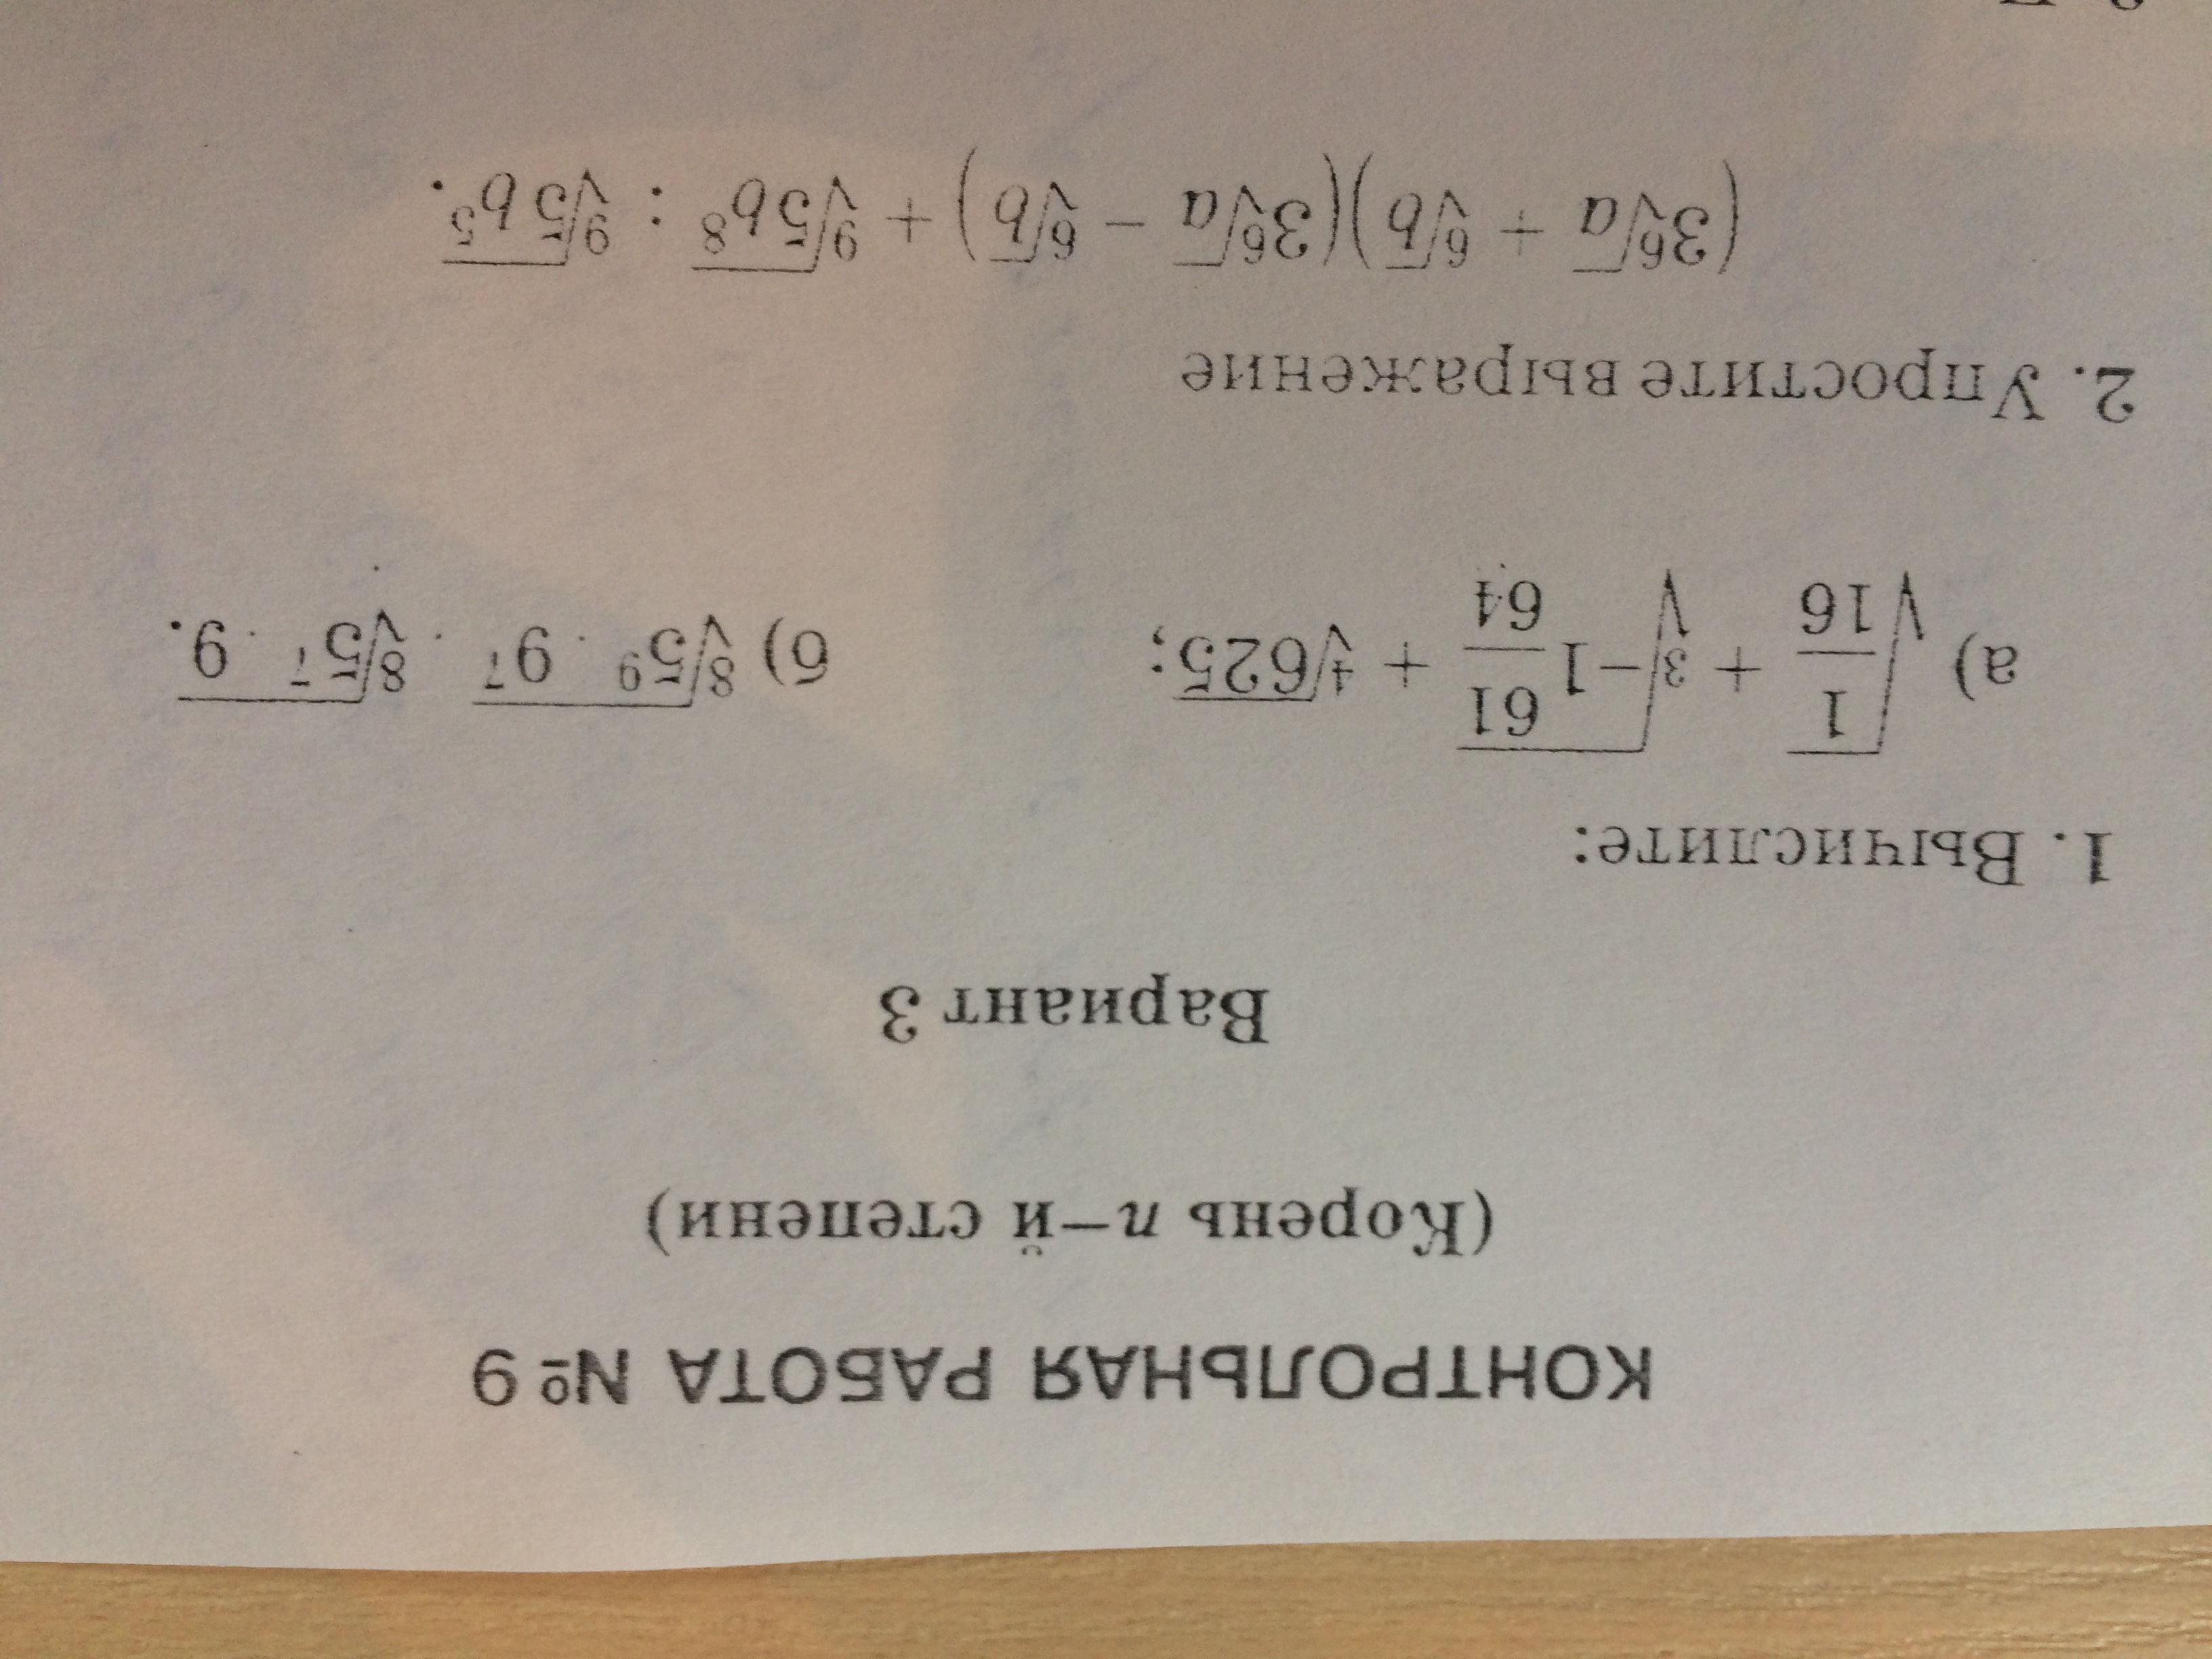 КОНТРОЛЬНАЯ РАБОТА № 9
(Корень n–й степени)
Вариант 3
1. Вычислите:
а) √(1/16) + ∛(−1 61/64) + ⁴√625; б) ⁸√(5⁹ · 9⁷) · ⁸√(5⁷ · 9).
2. Упростите выражение
(3⁶√a + ⁶√b)(3⁶√a − ⁶√b) + ⁹√(5b⁸) : ⁹√(5b⁵).